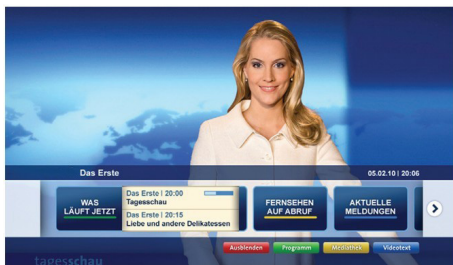 Das Erste
05.02.10 | 20:06
WAS
LÄUFT JETZT
Das Erste | 20:00
Tagesschau
Das Erste | 20:15
Liebe und andere Delikatessen
FERNSEHEN
AUF ABRUF
AKTUELLE
MELDUNGEN
Ausblenden
Programm
Mediathek
Videotext
tagesschau